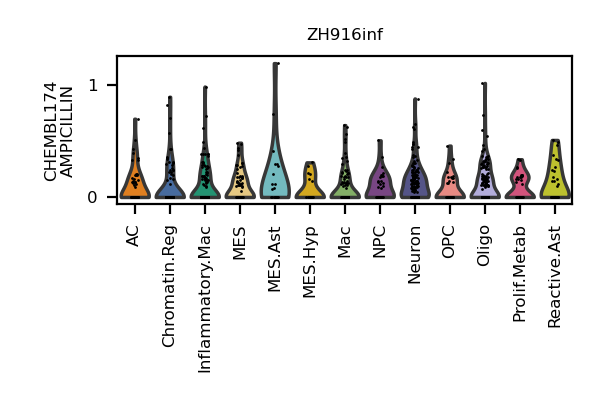 ZH916inf
CHEMBL174
AMPICILLIN
1
0
AC
Chromatin.Reg
Inflammatory.Mac
MES
MES.Ast
MES.Hyp
Mac
NPC
Neuron
OPC
Oligo
Prolif.Metab
Reactive.Ast